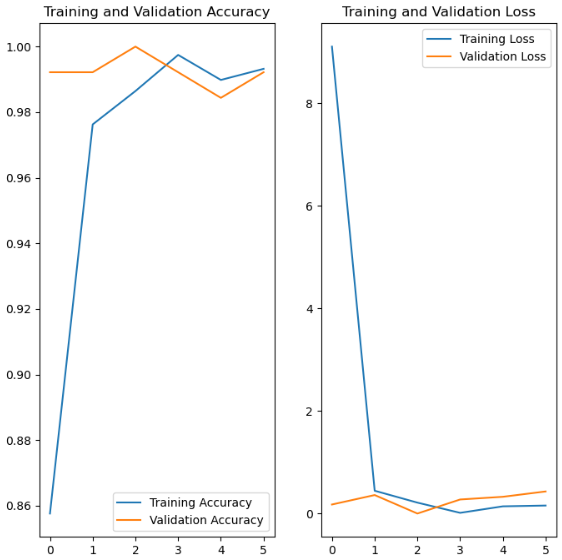 Training and Validation Accuracy
1.00
0.98
0.96
0.94
0.92
0.90
0.88
0.86
Training Accuracy
Validation Accuracy
0 1 2 3 4 5
Training and Validation Loss
Training Loss
Validation Loss
8
6
4
2
0
0 1 2 3 4 5